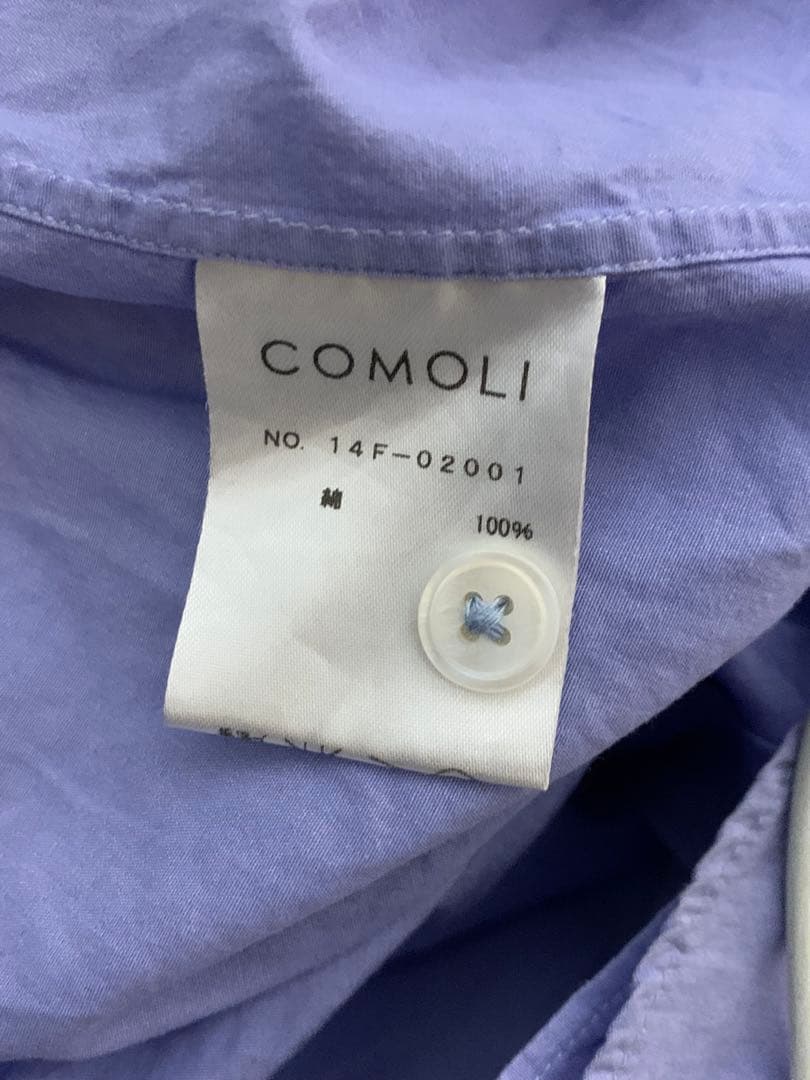 COMOLI
NO. 14F-02001
綿
100%